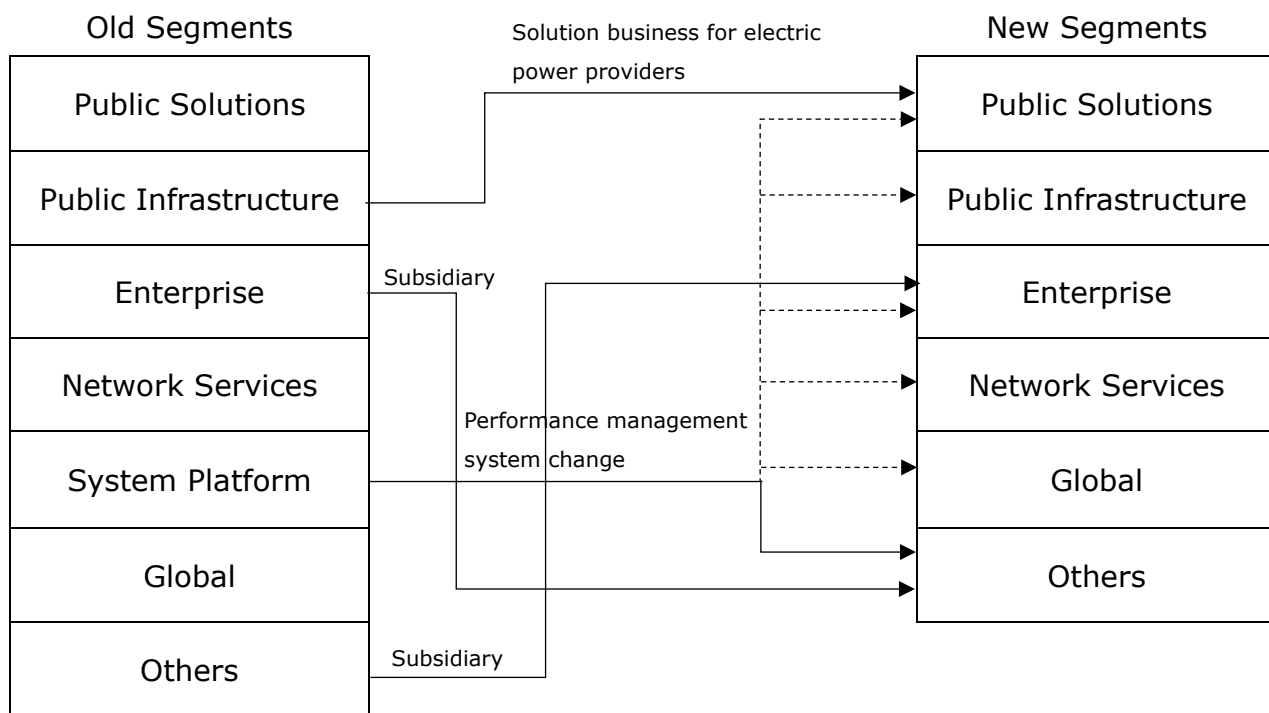 Old Segments
Public Solutions
Public Infrastructure
Enterprise
Network Services
System Platform
Global
Others
Solution business for electric
power providers
Subsidiary
Performance management
system change
Subsidiary
New Segments
Public Solutions
Public Infrastructure
Enterprise
Network Services
Global
Others